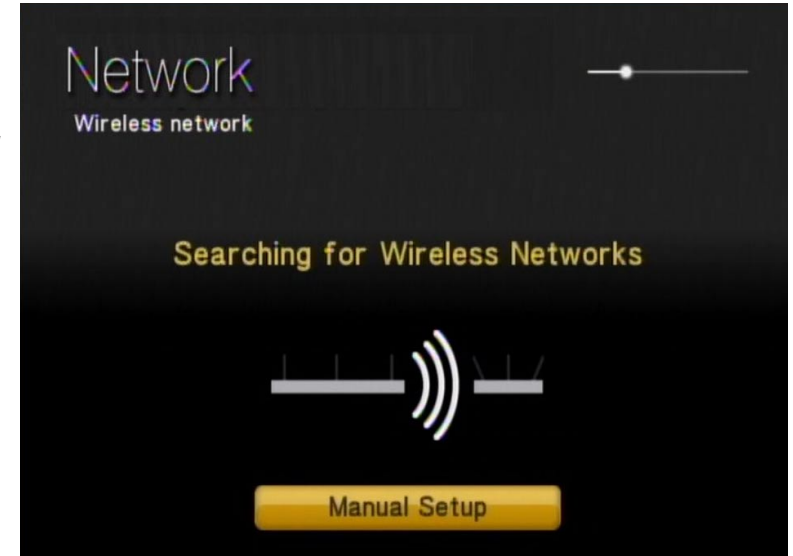 Network
Wireless network
Searching for Wireless Networks
Manual Setup